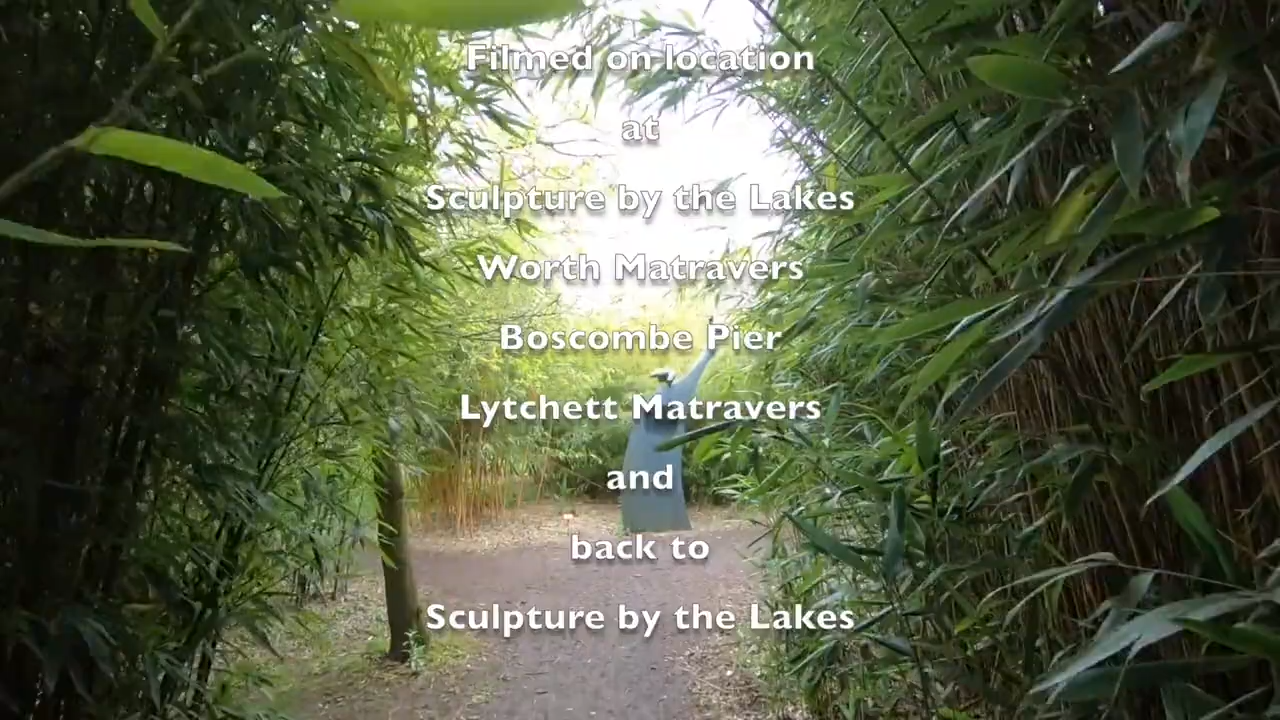 Filmed on location
at
Sculpture by the Lakes
Worth Matravers
Boscombe Pier
Lytchett Matravers
and
back to
Sculpture by the Lakes